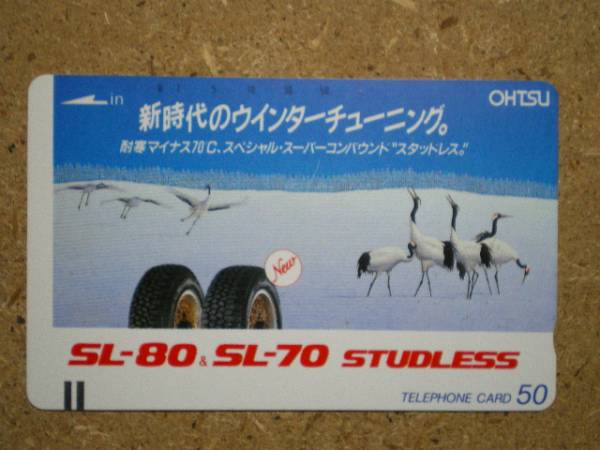 in
OHTSU
新時代のウインターチューニング。
耐寒マイナス70℃、スペシャル・スーパーコンパウンド"スタッドレス。"
New
SL-80 & SL-70 STUDLESS
TELEPHONE CARD 50